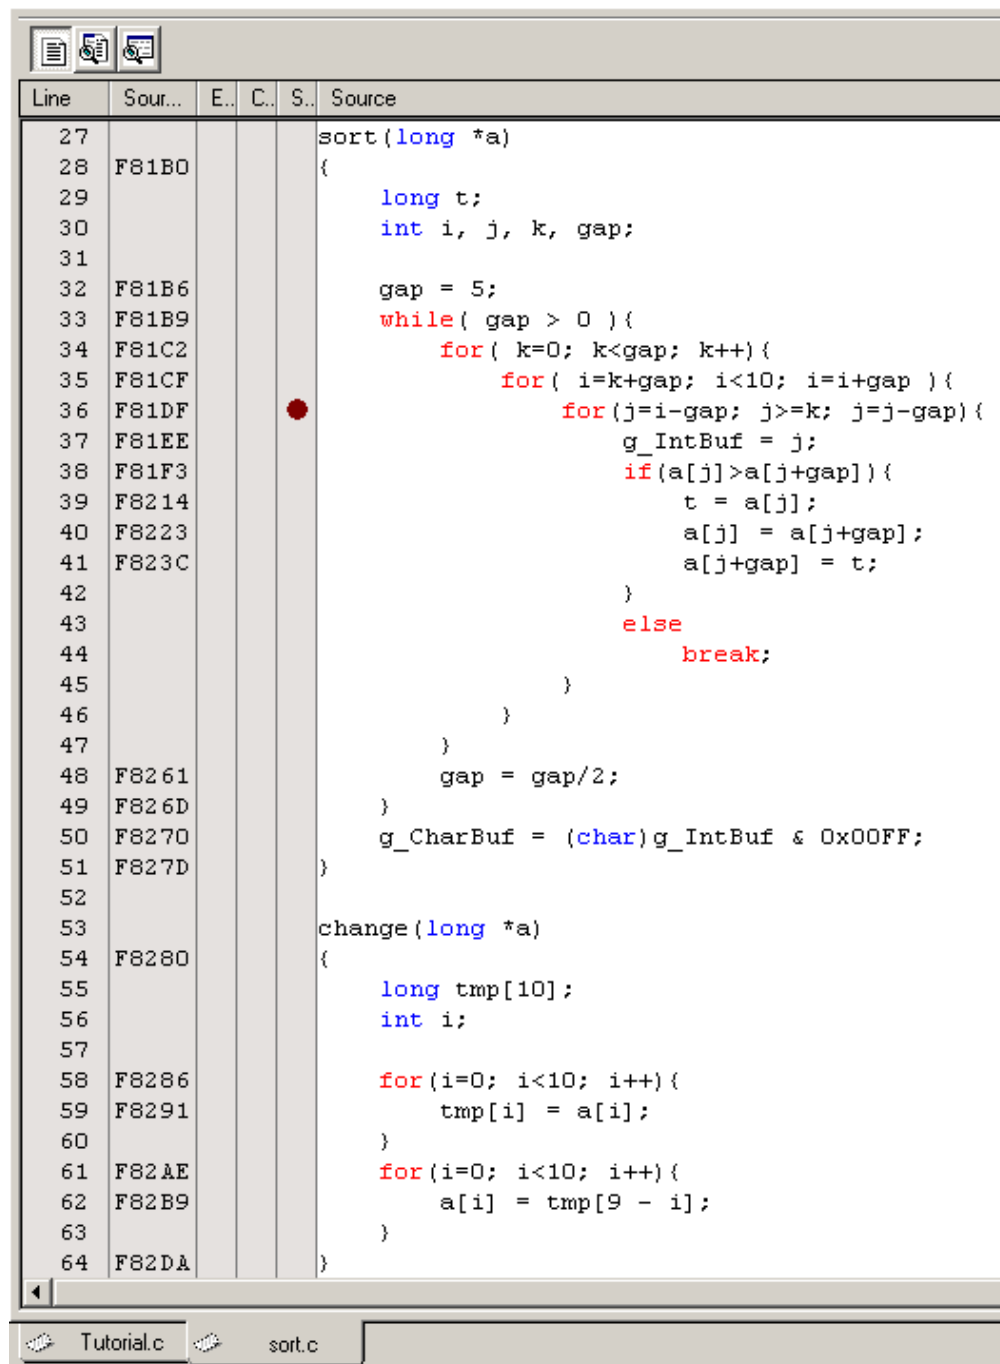 Line Sour... E.. C.. S.. Source
27 sort(long *a)
28 F81B0 {
29 long t;
30 int i, j, k, gap;
31
32 F81B6 gap = 5;
33 F81B9 while( gap > 0 ){
34 F81C2 for( k=0; k<gap; k++){
35 F81CF for( i=k+gap; i<10; i=i+gap ){
36 F81DF for(j=i-gap; j>=k; j=j-gap){
37 F81EE g_IntBuf = j;
38 F81F3 if(a[j]>a[j+gap]){
39 F8214 t = a[j];
40 F8223 a[j] = a[j+gap];
41 F823C a[j+gap] = t;
42 }
43 else
44 break;
45 }
46 }
47 }
48 F8261 gap = gap/2;
49 F826D }
50 F8270 g_CharBuf = (char)g_IntBuf & 0x00FF;
51 F827D }
52
53 change(long *a)
54 F8280 {
55 long tmp[10];
56 int i;
57
58 F8286 for(i=0; i<10; i++){
59 F8291 tmp[i] = a[i];
60 }
61 F82AE for(i=0; i<10; i++){
62 F82B9 a[i] = tmp[9 - i];
63 }
64 F82DA }
Tutorial.c sort.c